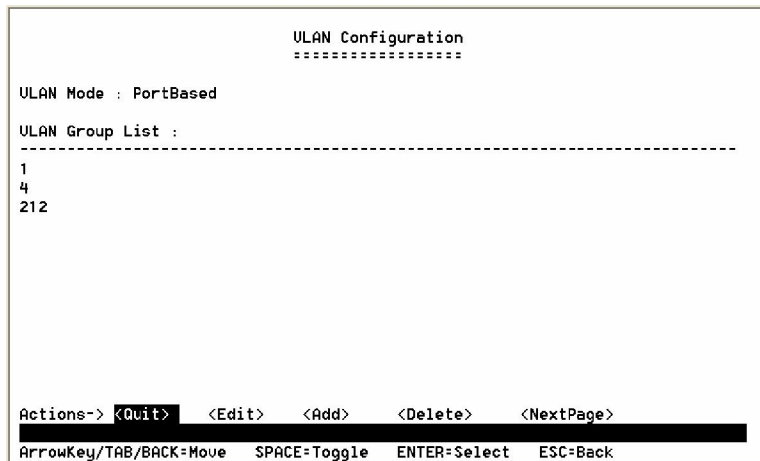 VLAN Configuration
==================
VLAN Mode : PortBased
VLAN Group List :
---------------------------------------------------------------------------
1
4
212
Actions-> <Quit> <Edit> <Add> <Delete> <NextPage>
ArrowKey/TAB/BACK=Move SPACE=Toggle ENTER=Select ESC=Back